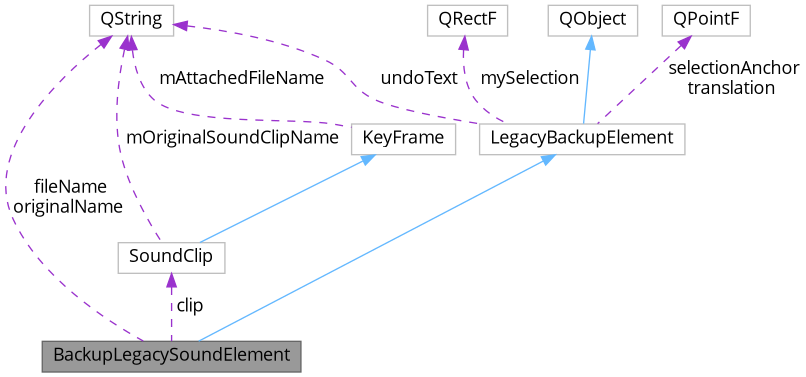 QString
QRectF
QObject
QPointF
mAttachedFileName
undoText
mySelection
selectionAnchor
translation
mOriginalSoundClipName
KeyFrame
LegacyBackupElement
fileName
originalName
SoundClip
clip
BackupLegacySoundElement